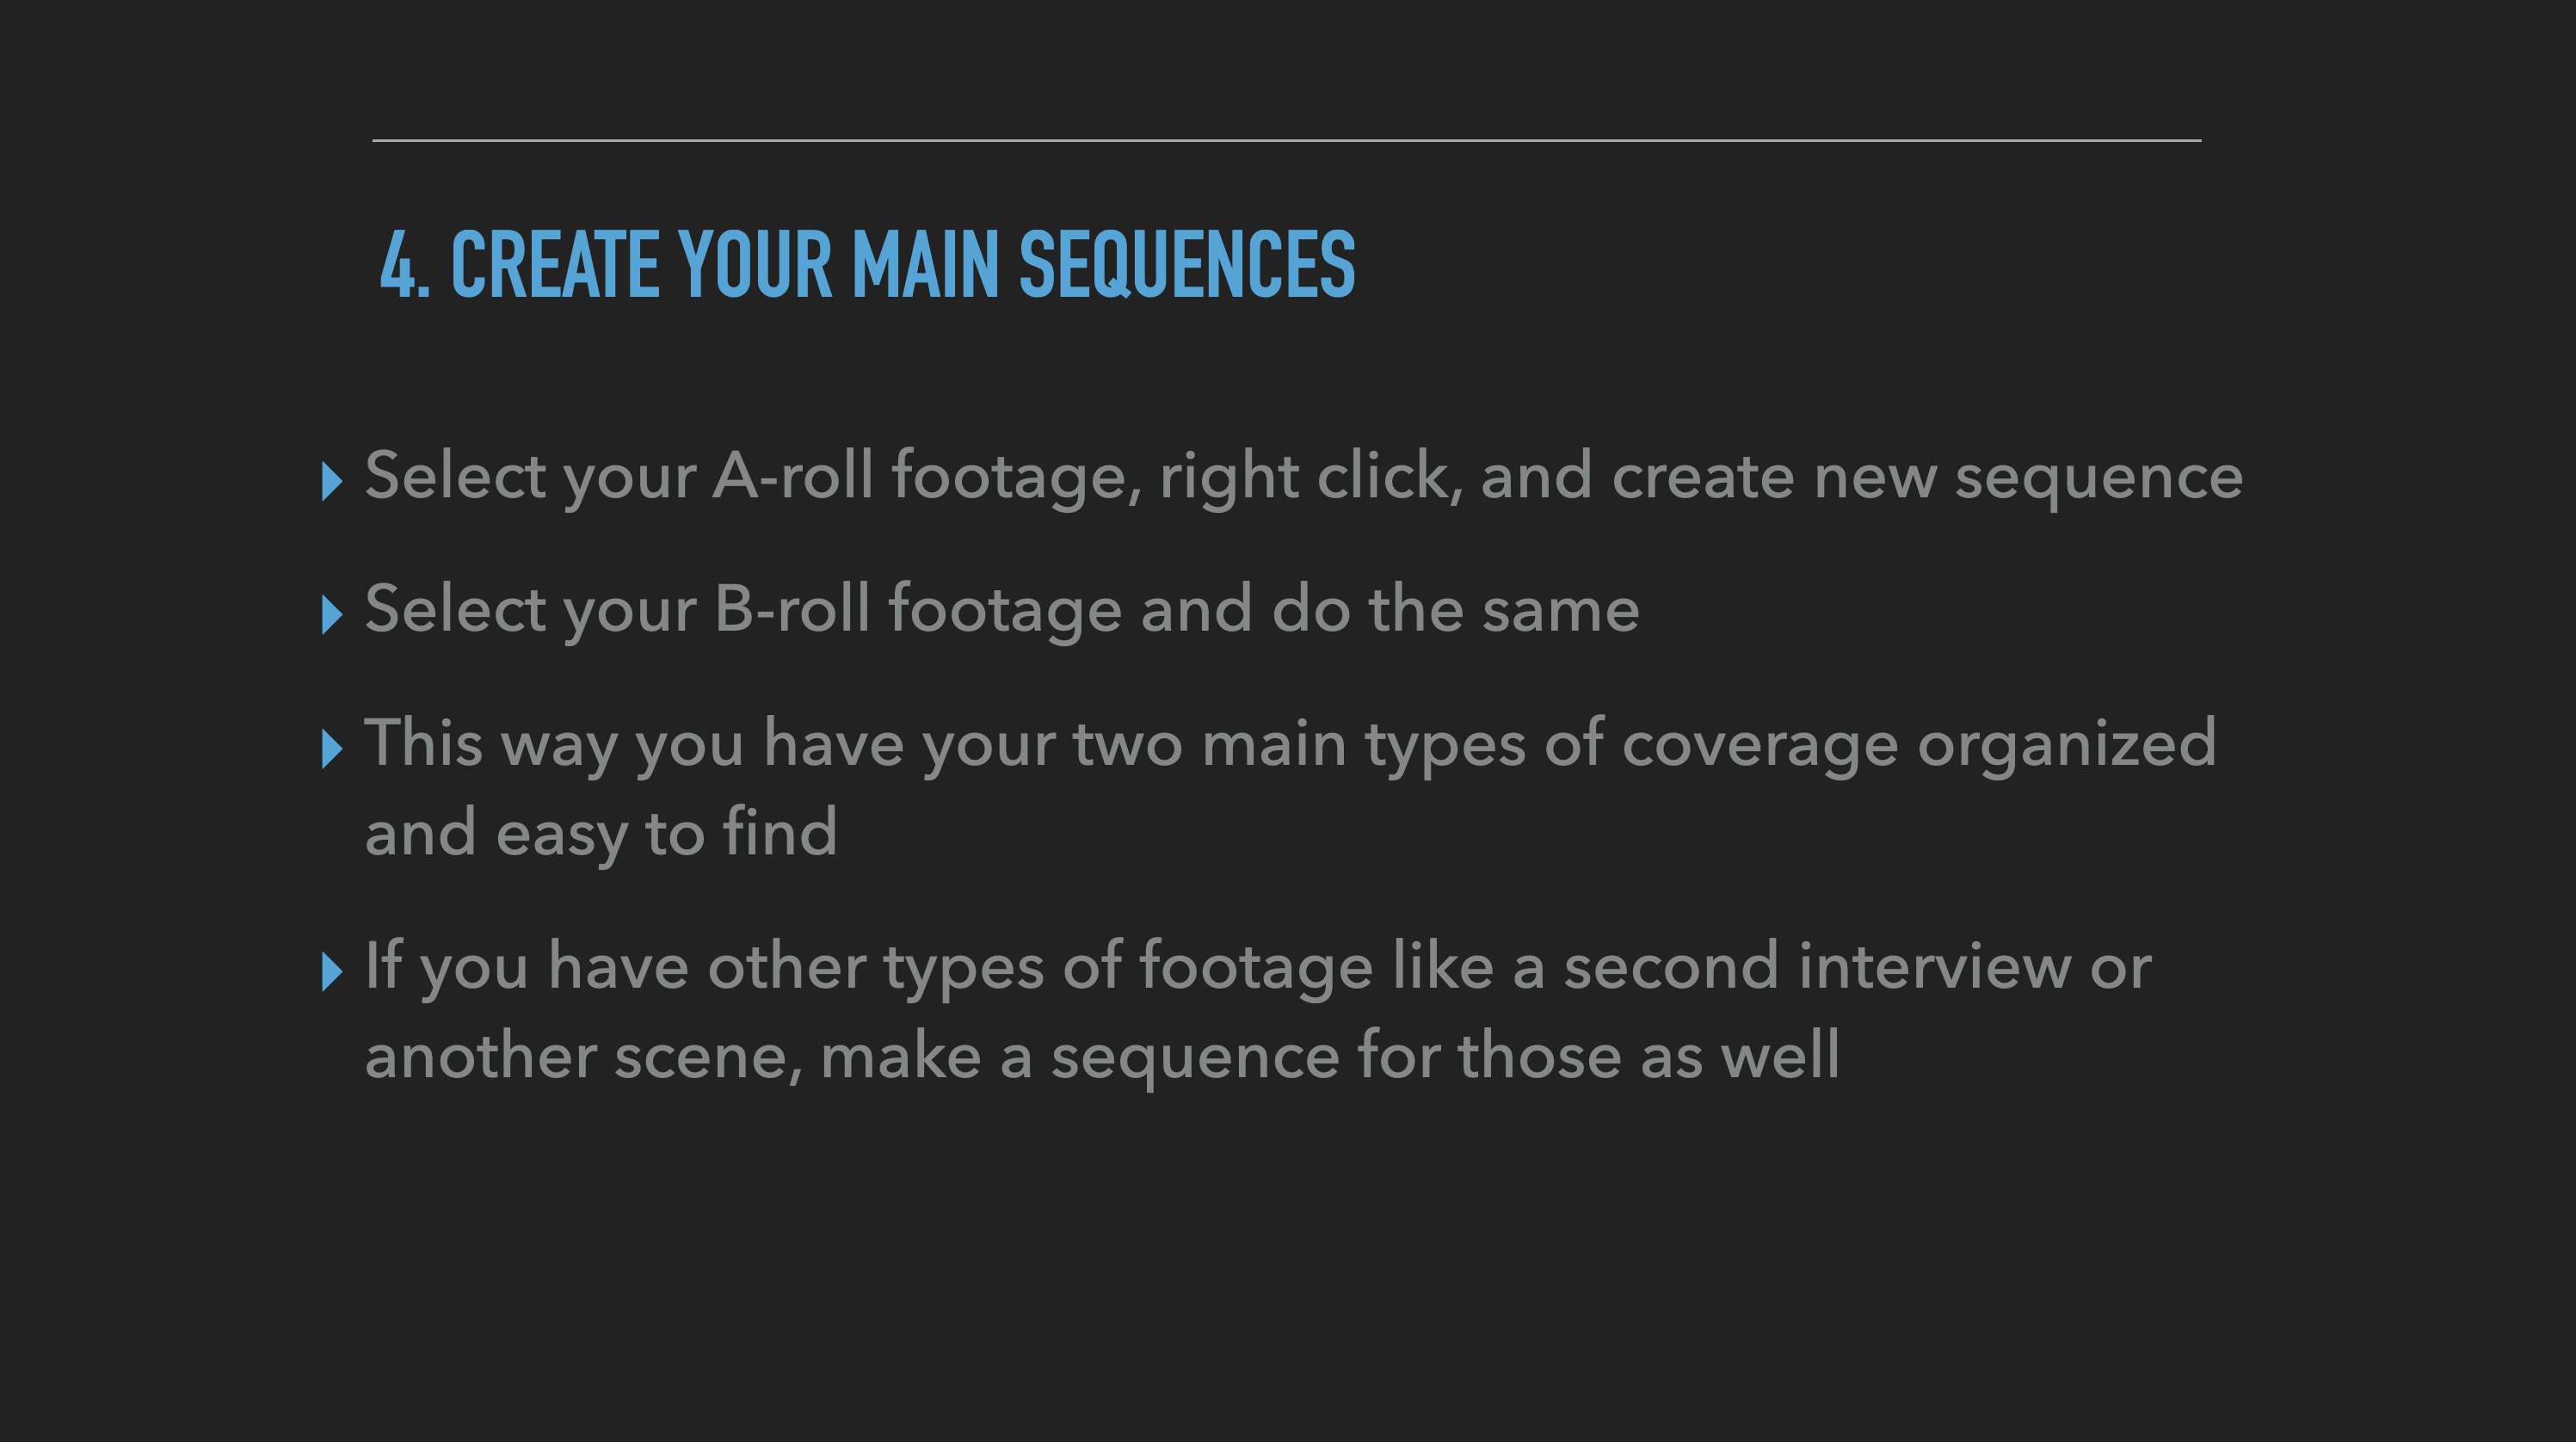 4. CREATE YOUR MAIN SEQUENCES
Select your A-roll footage, right click, and create new sequence
Select your B-roll footage and do the same
This way you have your two main types of coverage organized
and easy to find
If you have other types of footage like a second interview or
another scene, make a sequence for those as well